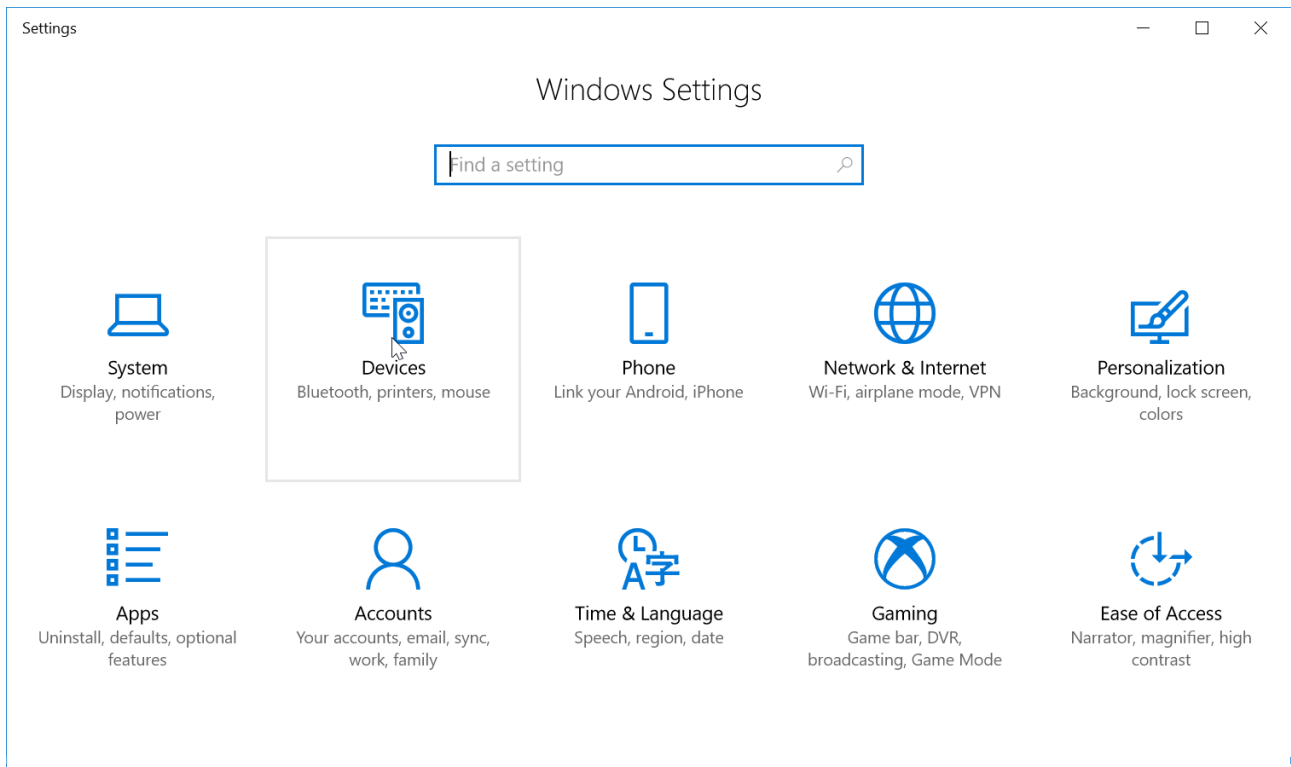 Settings
Windows Settings
Find a setting
System
Display, notifications,
power
Devices
Bluetooth, printers, mouse
Phone
Link your Android, iPhone
Network & Internet
Wi-Fi, airplane mode, VPN
Personalization
Background, lock screen,
colors
Apps
Uninstall, defaults, optional
features
Accounts
Your accounts, email, sync,
work, family
Time & Language
Speech, region, date
Gaming
Game bar, DVR,
broadcasting, Game Mode
Ease of Access
Narrator, magnifier, high
contrast